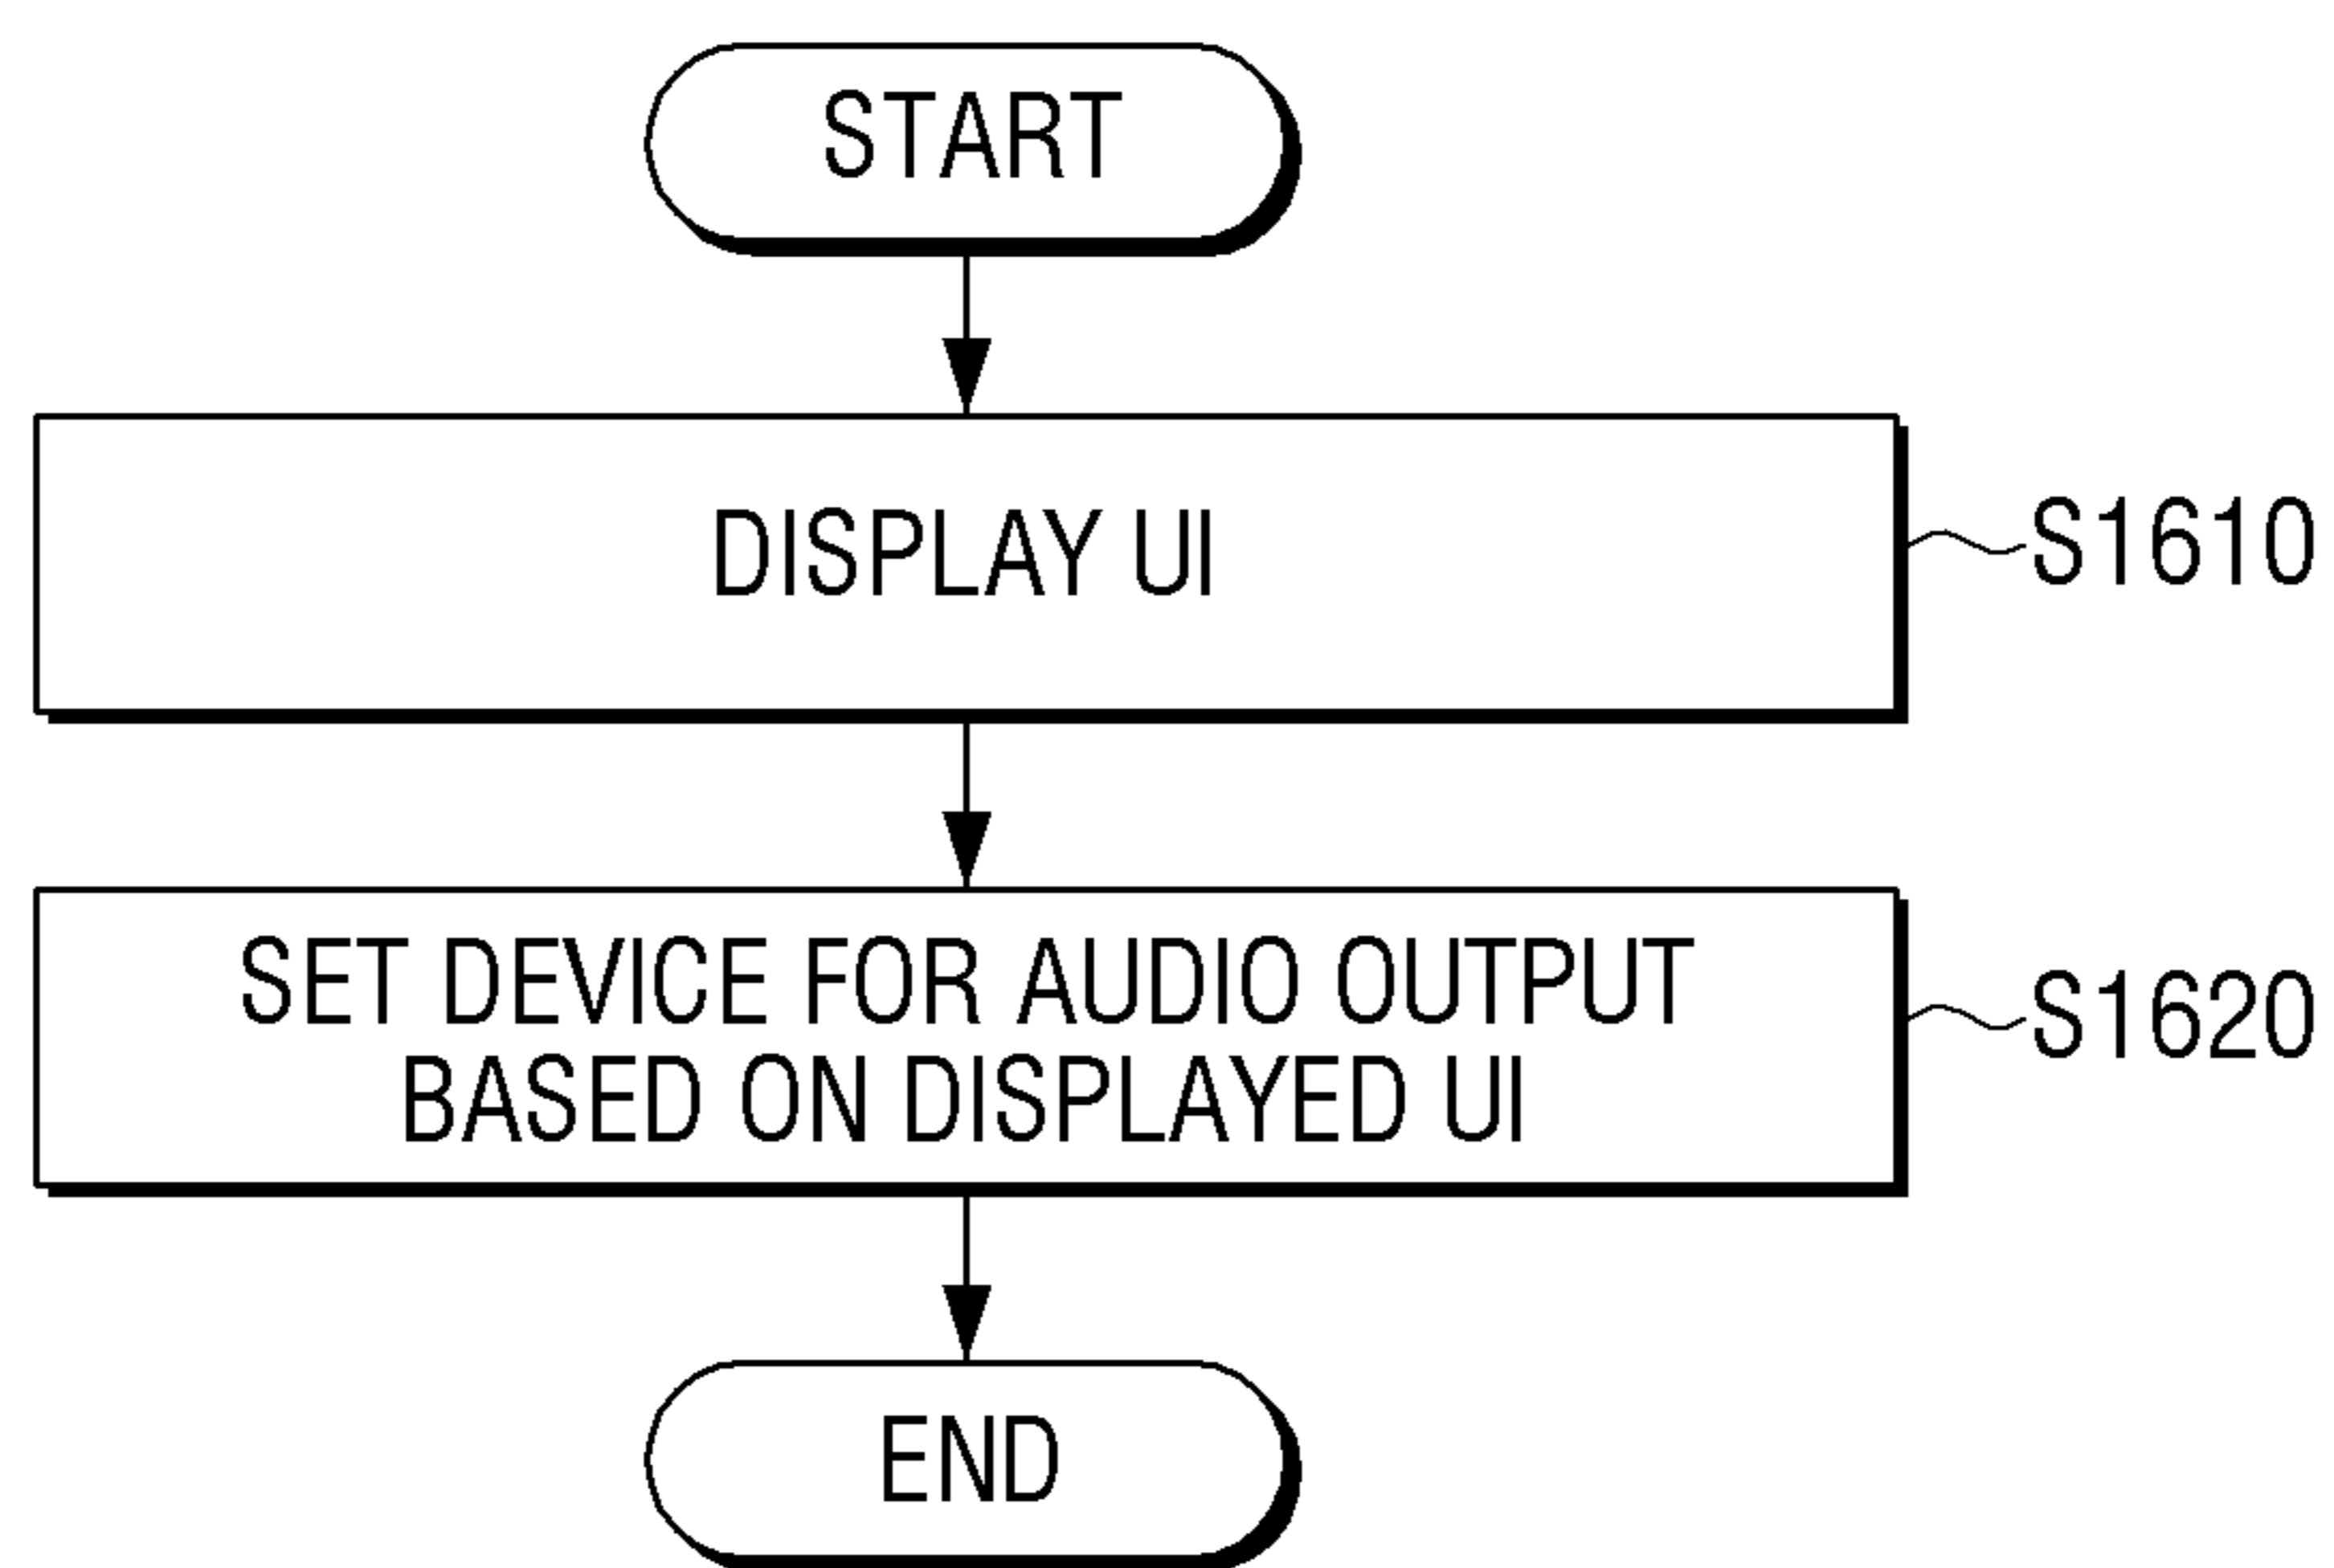 START
DISPLAY UI
S1610
SET DEVICE FOR AUDIO OUTPUT
BASED ON DISPLAYED UI
S1620
END